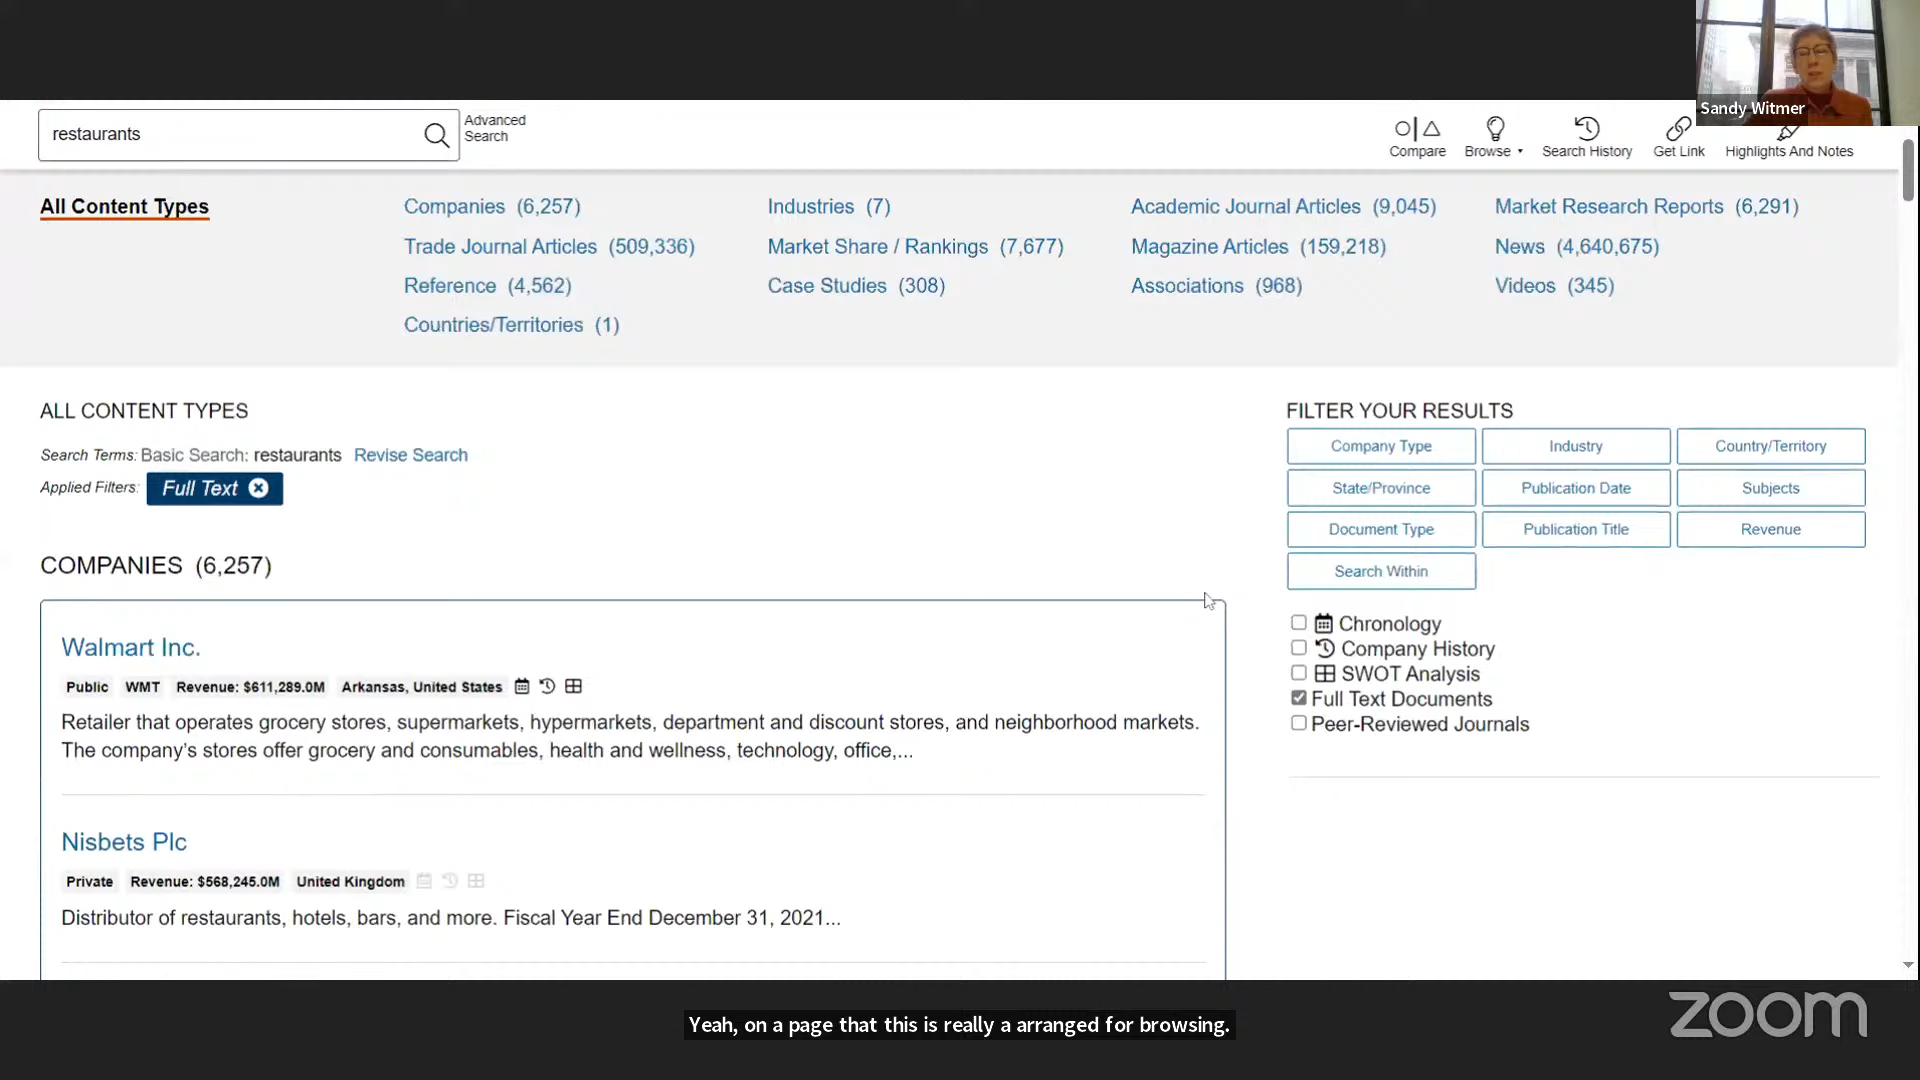 Sandy Witmer
restaurants
Advanced
Search
Compare
Browse
Search History
Get Link
Highlights And Notes
All Content Types
Companies (6,257)
Industries (7)
Academic Journal Articles (9,045)
Market Research Reports (6,291)
Trade Journal Articles (509,336)
Market Share / Rankings (7,677)
Magazine Articles (159,218)
News (4,640,675)
Reference (4,562)
Case Studies (308)
Associations (968)
Videos (345)
Countries/Territories (1)
ALL CONTENT TYPES
Search Terms: Basic Search: restaurants Revise Search
Applied Filters: Full Text
COMPANIES (6,257)
Walmart Inc.
Public WMT Revenue: $611,289.0M Arkansas, United States
Retailer that operates grocery stores, supermarkets, hypermarkets, department and discount stores, and neighborhood markets.
The company's stores offer grocery and consumables, health and wellness, technology, office,...
Nisbets Plc
Private Revenue: $568,245.0M United Kingdom
Distributor of restaurants, hotels, bars, and more. Fiscal Year End December 31, 2021...
FILTER YOUR RESULTS
Company Type
Industry
Country/Territory
State/Province
Publication Date
Subjects
Document Type
Publication Title
Revenue
Search Within
Chronology
Company History
SWOT Analysis
Full Text Documents
Peer-Reviewed Journals
Yeah, on a page that this is really a arranged for browsing.
zoom